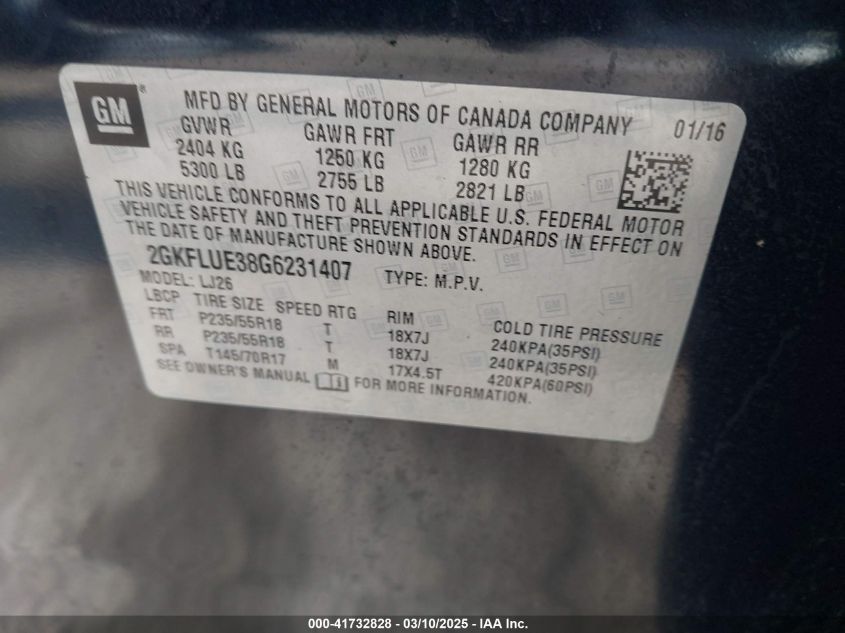 GM ® MFD BY GENERAL MOTORS OF CANADA COMPANY 01/16
GVWR GAWR FRT GAWR RR
2404 KG 1250 KG 1280 KG
5300 LB 2755 LB 2821 LB
THIS VEHICLE CONFORMS TO ALL APPLICABLE U.S. FEDERAL MOTOR
VEHICLE SAFETY AND THEFT PREVENTION STANDARDS IN EFFECT ON
THE DATE OF MANUFACTURE SHOWN ABOVE.
2GKFLUE38G6231407 TYPE: M.P.V.
MODEL: LJ26
LBCP TIRE SIZE SPEED RTG RIM COLD TIRE PRESSURE
FRT P235/55R18 T 18X7J 240KPA(35PSI)
RR P235/55R18 T 18X7J 240KPA(35PSI)
SPA T145/70R17 M 17X4.5T 420KPA(60PSI)
SEE OWNER'S MANUAL FOR MORE INFORMATION.
000-41732828 - 03/10/2025 - IAA Inc.